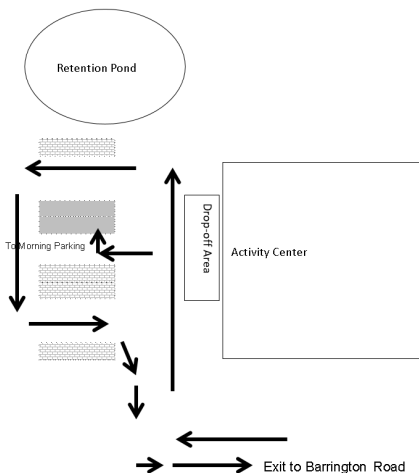 Retention Pond
Drop-off Area
To Morning Parking
Activity Center
Exit to Barrington Road